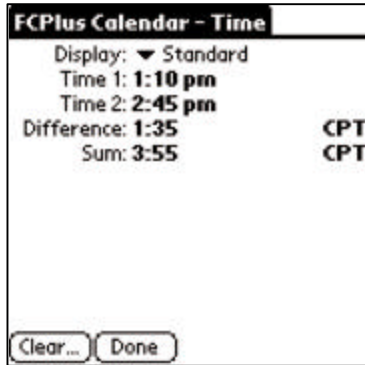 FCPlus Calendar - Time
Display: Standard
Time 1: 1:10 pm
Time 2: 2:45 pm
Difference: 1:35 CPT
Sum: 3:55 CPT
Clear... Done